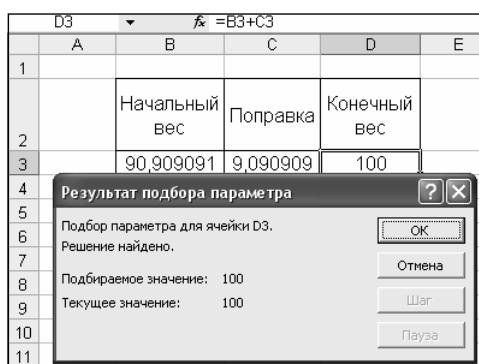 D3 fx =B3+C3
A B C D E
1
2 Начальный вес Поправка Конечный вес
3 90,909091 9,090909 100
4 Результат подбора параметра
5 Подбор параметра для ячейки D3. OK
6 Решение найдено.
7 Отмена
8 Подбираемое значение: 100
9 Текущее значение: 100 Шаг
10 Пауза
11